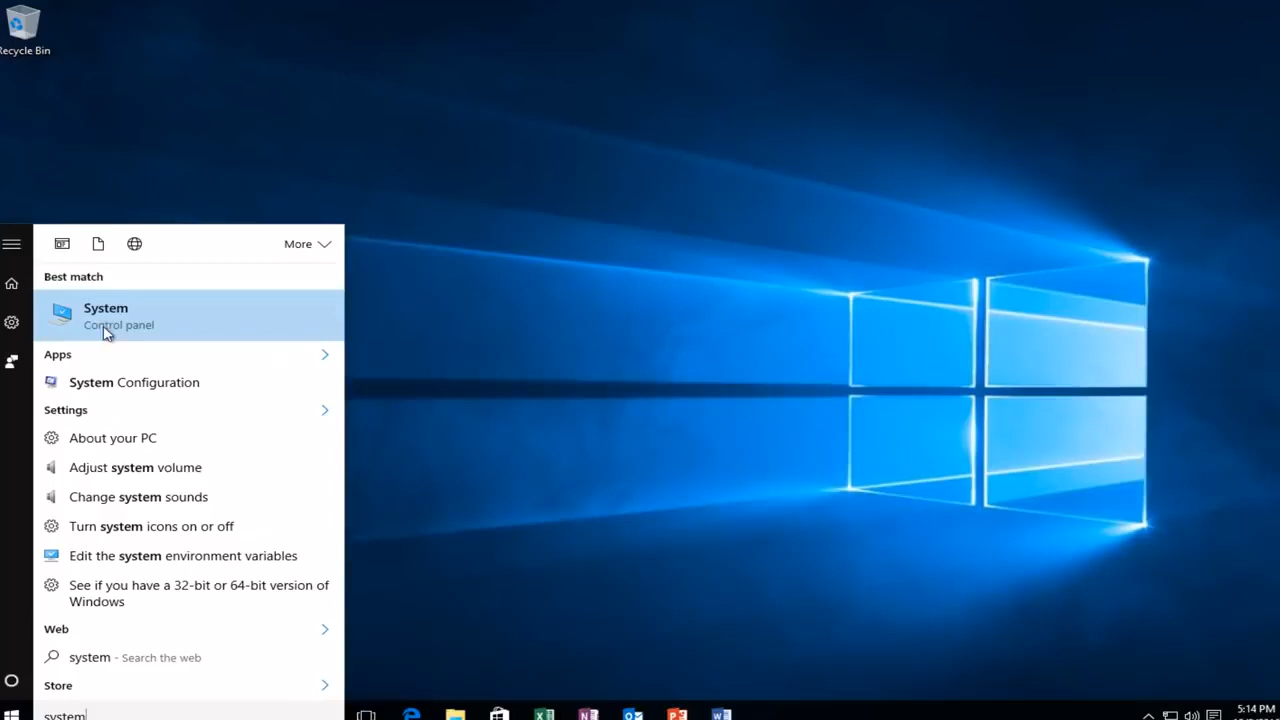 Recycle Bin
More
Best match
System
Control panel
Apps
System Configuration
Settings
About your PC
Adjust system volume
Change system sounds
Turn system icons on or off
Edit the system environment variables
See if you have a 32-bit or 64-bit version of
Windows
Web
system - Search the web
Store
system
5:14 PM